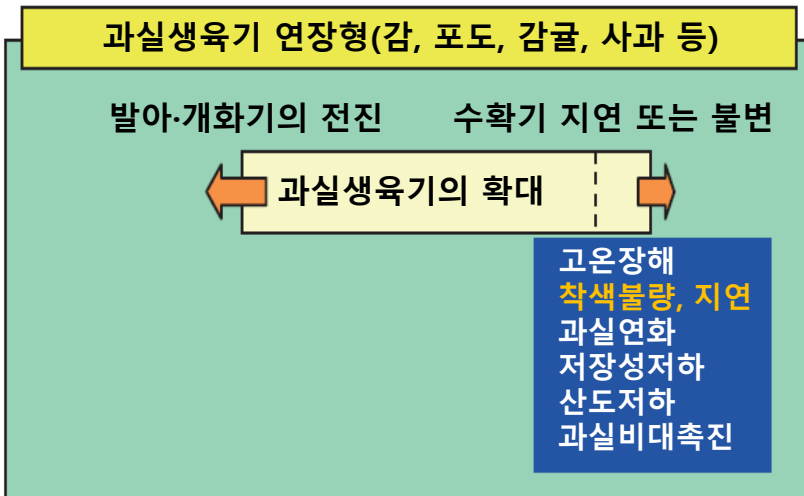 과실생육기 연장형(감, 포도, 감귤, 사과 등)
발아·개화기의 전진 수확기 지연 또는 불변
과실생육기의 확대
고온장해
착색불량, 지연
과실연화
저장성저하
산도저하
과실비대촉진